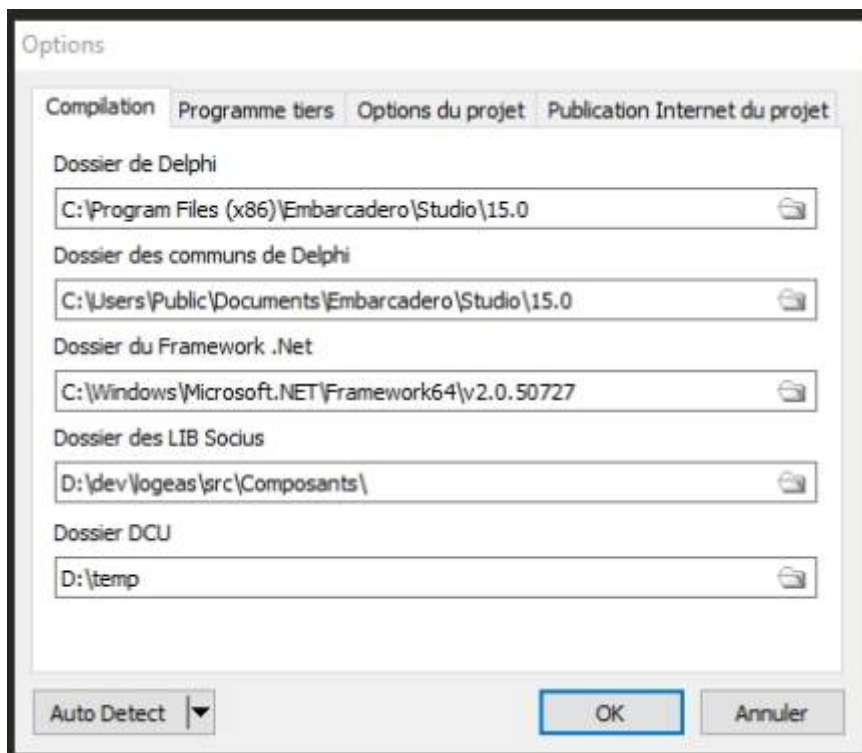 Options
Compilation Programme tiers Options du projet Publication Internet du projet
Dossier de Delphi
C:\Program Files (x86)\Embarcadero\Studio\15.0
Dossier des communs de Delphi
C:\Users\Public\Documents\Embarcadero\Studio\15.0
Dossier du Framework .Net
C:\Windows\Microsoft.NET\Framework64\v2.0.50727
Dossier des LIB Socius
D:\dev\logeas\src\Composants\
Dossier DCU
D:\temp
Auto Detect OK Annuler